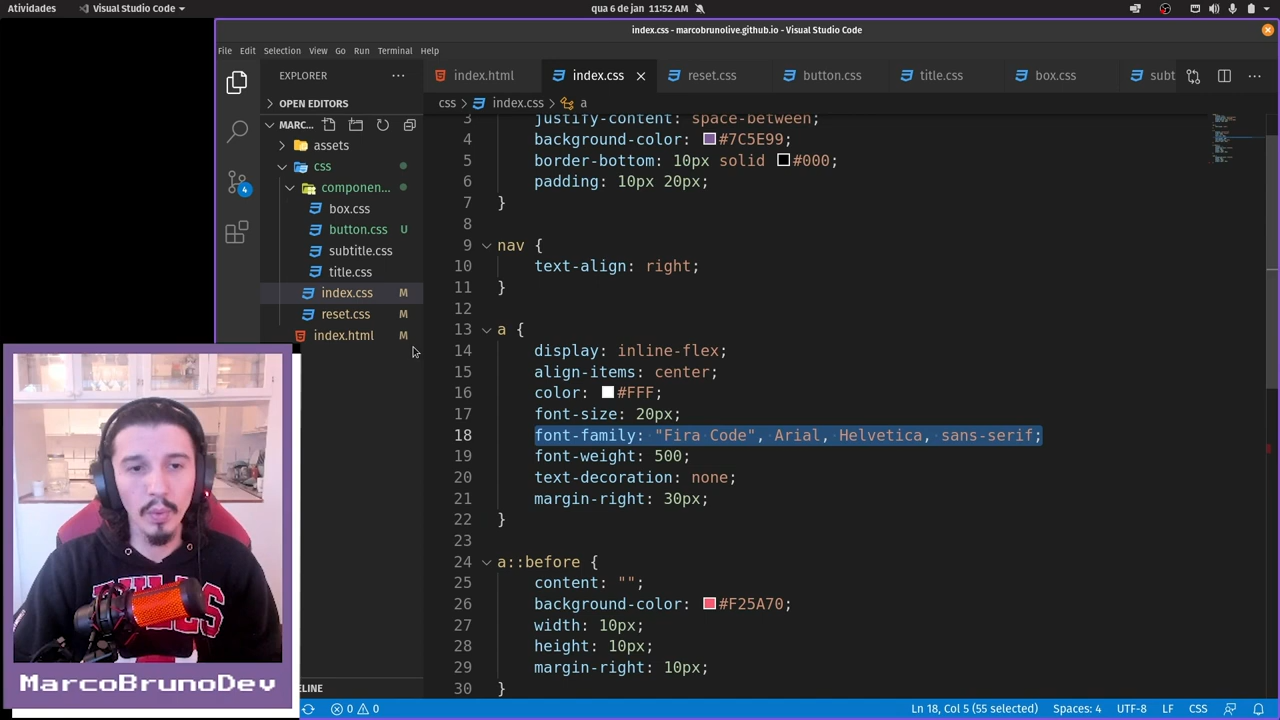 Atividades
Visual Studio Code
qua 6 de jan 11:52 AM
index.css - marcobrunolive.github.io - Visual Studio Code
File Edit Selection View Go Run Terminal Help
EXPLORER
index.html
index.css
reset.css
button.css
title.css
box.css
subt
OPEN EDITORS
css > index.css > a
MARC...
assets
css
componen...
box.css
button.css U
subtitle.css
title.css
index.css M
reset.css M
index.html M
4
3 justify-content: space-between;
4 background-color: #7C5E99;
5 border-bottom: 10px solid #000;
6 padding: 10px 20px;
7 }
8
9 nav {
10 text-align: right;
11 }
12
13 a {
14 display: inline-flex;
15 align-items: center;
16 color: #FFF;
17 font-size: 20px;
18 font-family: "Fira Code", Arial, Helvetica, sans-serif;
19 font-weight: 500;
20 text-decoration: none;
21 margin-right: 30px;
22 }
23
24 a::before {
25 content: "";
26 background-color: #F25A70;
27 width: 10px;
28 height: 10px;
29 margin-right: 10px;
30 }
MarcoBrunoDev
LINE
0 0
Ln 18, Col 5 (55 selected)
Spaces: 4
UTF-8
LF
CSS